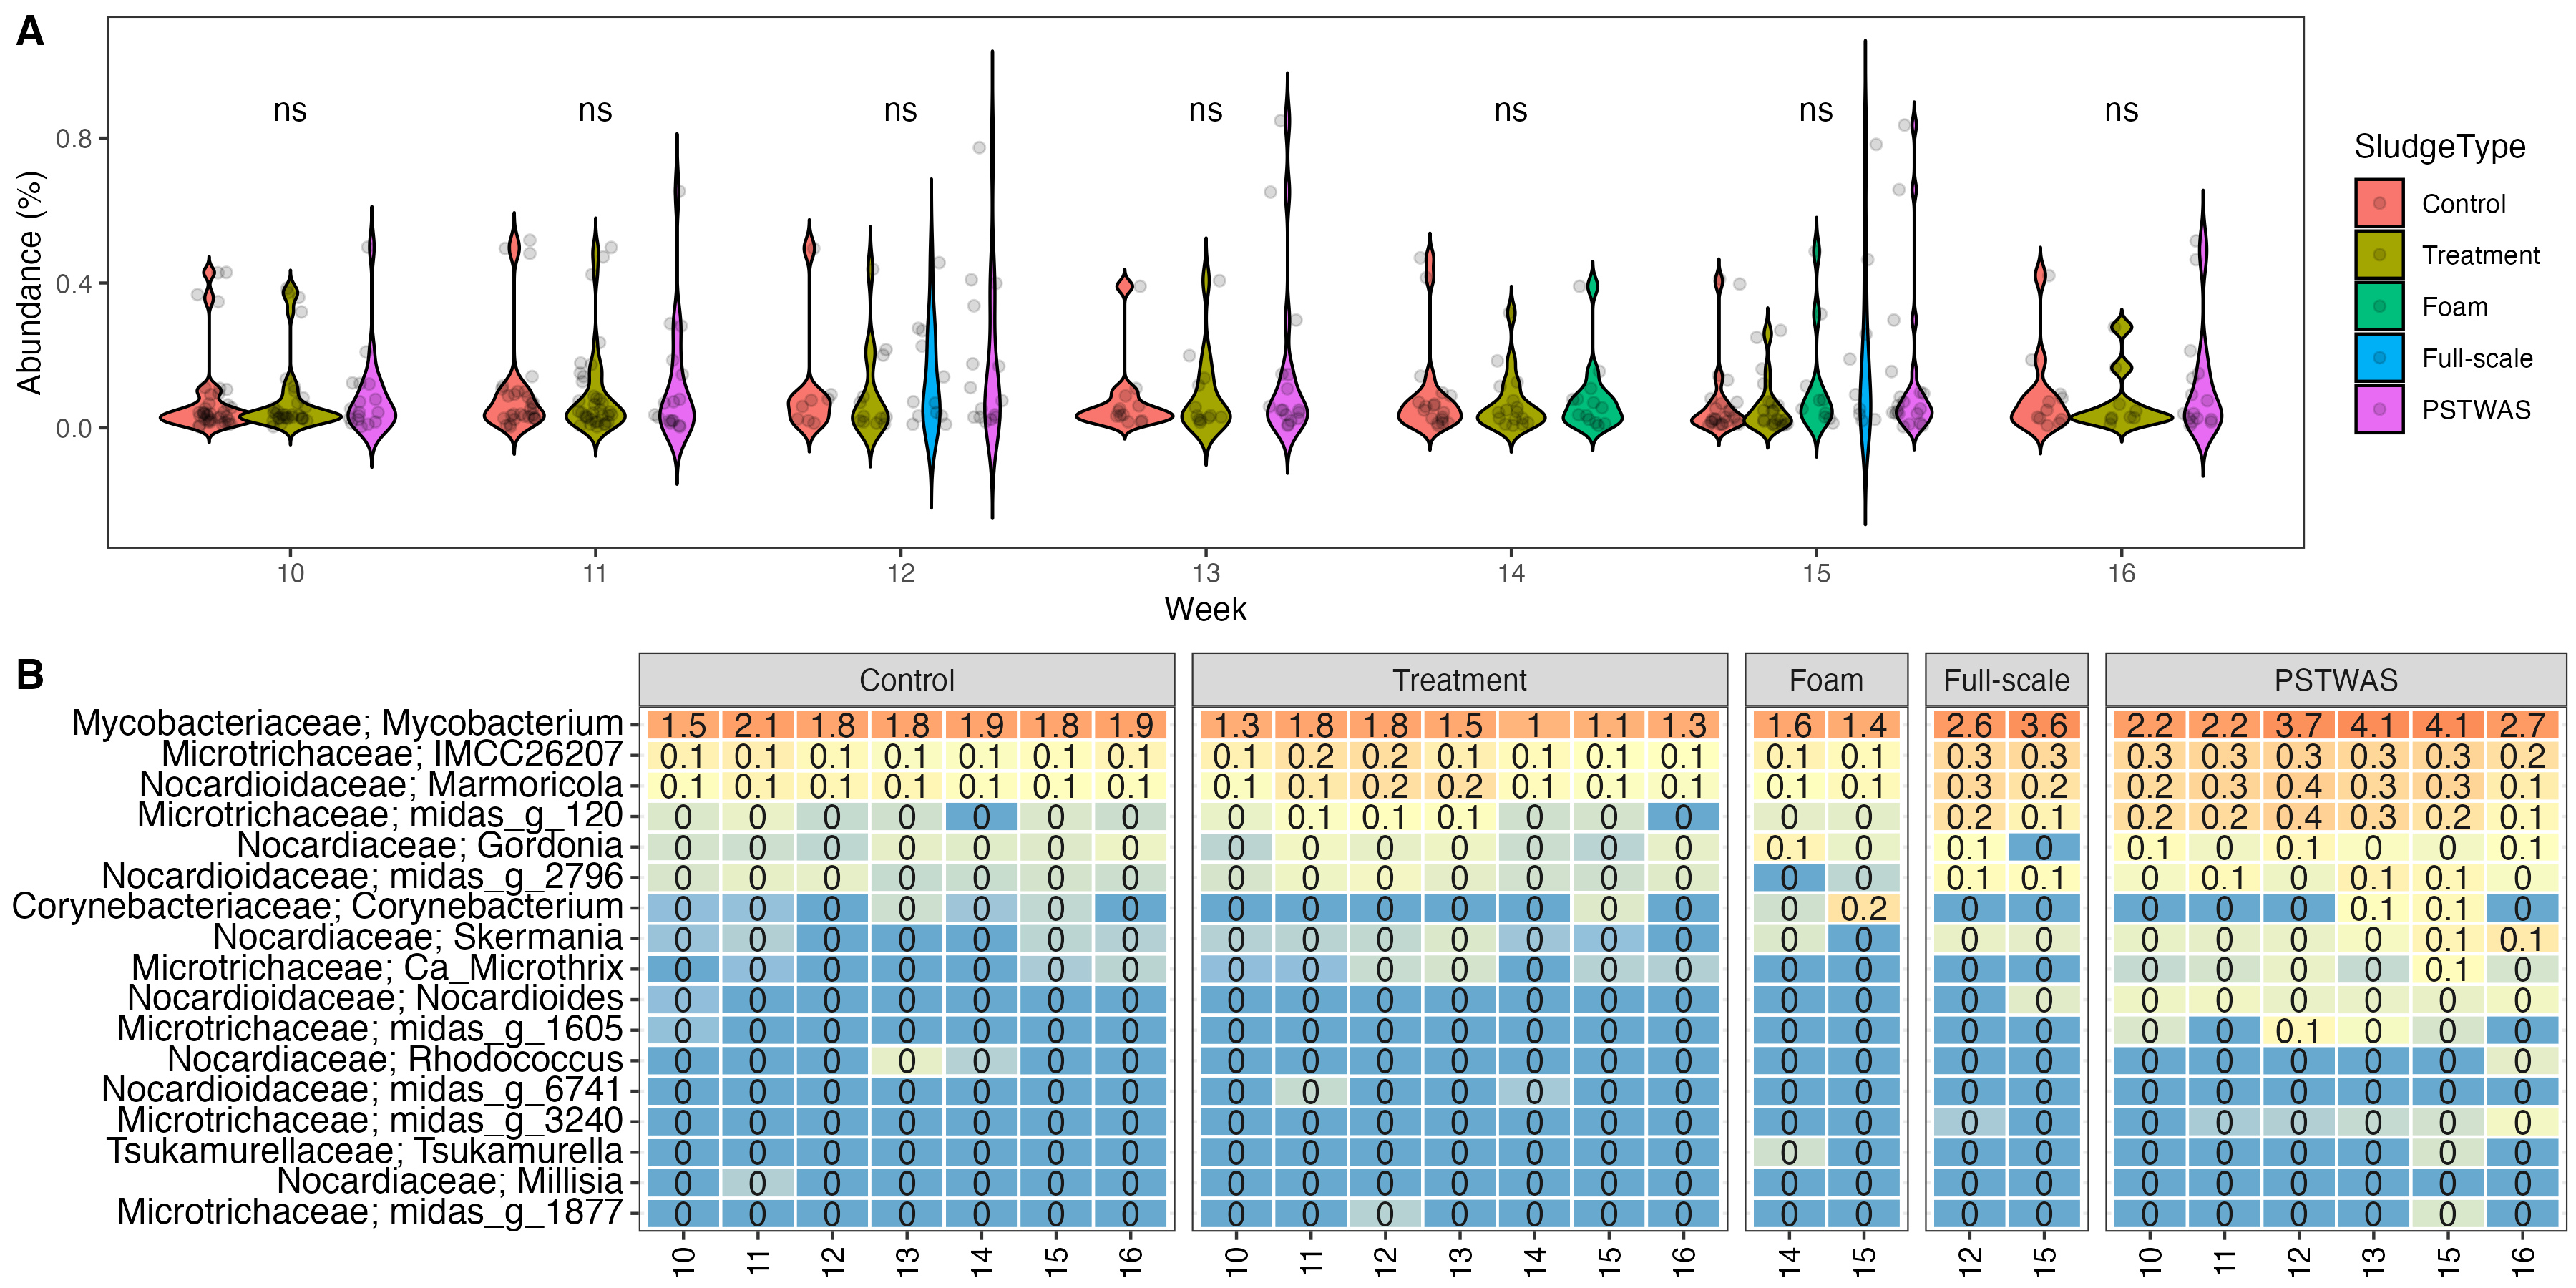 A
ns ns ns ns ns ns ns
Abundance (%)
0.8
0.4
0.0
10 11 12 13 14 15 16
Week
SludgeType
Control
Treatment
Foam
Full-scale
PSTWAS
B
Control Treatment Foam Full-scale PSTWAS
Mycobacteriaceae; Mycobacterium 1.5 2.1 1.8 1.8 1.9 1.8 1.9 1.3 1.8 1.8 1.5 1 1.1 1.3 1.6 1.4 2.6 3.6 2.2 2.2 3.7 4.1 4.1 2.7
Microtrichaceae; IMCC26207 0.1 0.1 0.1 0.1 0.1 0.1 0.1 0.1 0.2 0.2 0.1 0.1 0.1 0.1 0.1 0.1 0.3 0.3 0.3 0.3 0.3 0.3 0.3 0.2
Nocardioidaceae; Marmoricola 0.1 0.1 0.1 0.1 0.1 0.1 0.1 0.1 0.1 0.2 0.2 0.1 0.1 0.1 0.1 0.1 0.3 0.2 0.2 0.3 0.4 0.3 0.3 0.1
Microtrichaceae; midas_g_120 0 0 0 0 0 0 0 0 0.1 0.1 0.1 0 0 0 0 0 0.2 0.1 0.2 0.2 0.4 0.3 0.2 0.1
Nocardiaceae; Gordonia 0 0 0 0 0 0 0 0 0 0 0 0 0 0 0.1 0 0.1 0 0.1 0 0.1 0 0 0.1
Nocardioidaceae; midas_g_2796 0 0 0 0 0 0 0 0 0 0 0 0 0 0 0 0 0.1 0.1 0 0.1 0 0.1 0.1 0
Corynebacteriaceae; Corynebacterium 0 0 0 0 0 0 0 0 0 0 0 0 0 0 0 0.2 0 0 0 0 0 0.1 0.1 0
Nocardiaceae; Skermania 0 0 0 0 0 0 0 0 0 0 0 0 0 0 0 0 0 0 0 0 0 0 0.1 0.1
Microtrichaceae; Ca_Microthrix 0 0 0 0 0 0 0 0 0 0 0 0 0 0 0 0 0 0 0 0 0 0 0.1 0
Nocardioidaceae; Nocardioides 0 0 0 0 0 0 0 0 0 0 0 0 0 0 0 0 0 0 0 0 0 0 0 0
Microtrichaceae; midas_g_1605 0 0 0 0 0 0 0 0 0 0 0 0 0 0 0 0 0 0 0 0 0.1 0 0 0
Nocardiaceae; Rhodococcus 0 0 0 0 0 0 0 0 0 0 0 0 0 0 0 0 0 0 0 0 0 0 0 0
Nocardioidaceae; midas_g_6741 0 0 0 0 0 0 0 0 0 0 0 0 0 0 0 0 0 0 0 0 0 0 0 0
Microtrichaceae; midas_g_3240 0 0 0 0 0 0 0 0 0 0 0 0 0 0 0 0 0 0 0 0 0 0 0 0
Tsukamurellaceae; Tsukamurella 0 0 0 0 0 0 0 0 0 0 0 0 0 0 0 0 0 0 0 0 0 0 0 0
Nocardiaceae; Millisia 0 0 0 0 0 0 0 0 0 0 0 0 0 0 0 0 0 0 0 0 0 0 0 0
Microtrichaceae; midas_g_1877 0 0 0 0 0 0 0 0 0 0 0 0 0 0 0 0 0 0 0 0 0 0 0 0
10 11 12 13 14 15 16 10 11 12 13 14 15 16 14 15 12 15 10 11 12 13 15 16